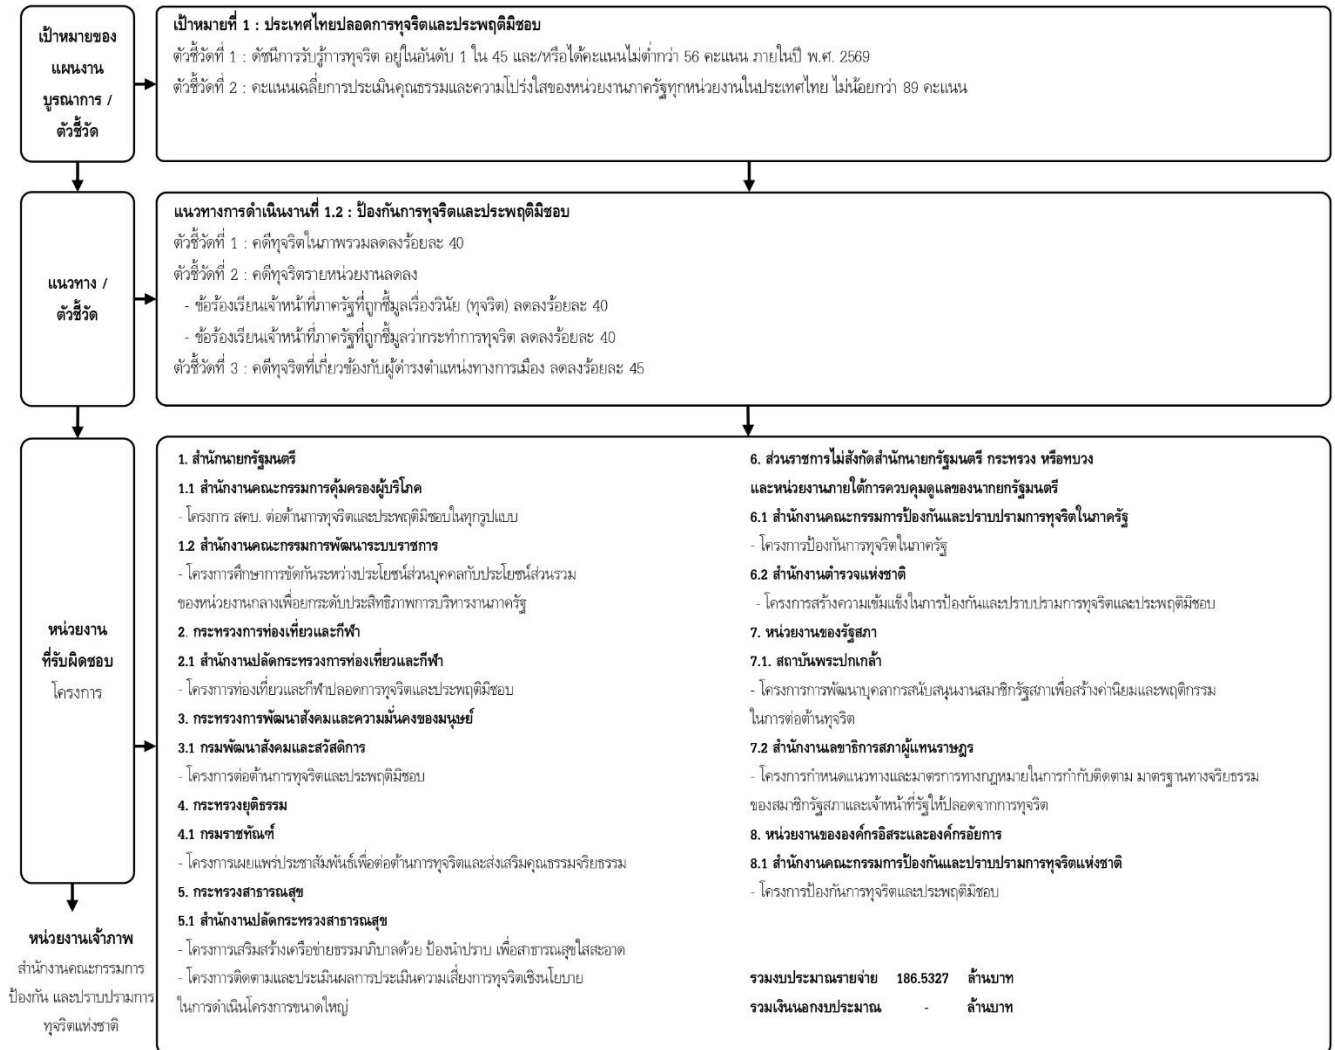 เป้าหมายของ
แผนงาน
บูรณาการ /
ตัวชี้วัด
เป้าหมายที่ 1 : ประเทศไทยปลอดการทุจริตและประพฤติมิชอบ
ตัวชี้วัดที่ 1 : ดัชนีการรับรู้การทุจริต อยู่ในอันดับ 1 ใน 45 และ/หรือได้คะแนนไม่ต่ำกว่า 56 คะแนน ภายในปี พ.ศ. 2569
ตัวชี้วัดที่ 2 : คะแนนเฉลี่ยการประเมินคุณธรรมและความโปร่งใสของหน่วยงานภาครัฐทุกหน่วยงานในประเทศไทย ไม่น้อยกว่า 89 คะแนน
แนวทาง /
ตัวชี้วัด
แนวทางการดำเนินงานที่ 1.2 : ป้องกันการทุจริตและประพฤติมิชอบ
ตัวชี้วัดที่ 1 : คดีทุจริตในภาพรวมลดลงร้อยละ 40
ตัวชี้วัดที่ 2 : คดีทุจริตรายหน่วยงานลดลง
- ข้อร้องเรียนเจ้าหน้าที่ภาครัฐที่ถูกชี้มูลเรื่องวินัย (ทุจริต) ลดลงร้อยละ 40
- ข้อร้องเรียนเจ้าหน้าที่ภาครัฐที่ถูกชี้มูลว่ากระทำการทุจริต ลดลงร้อยละ 40
ตัวชี้วัดที่ 3 : คดีทุจริตที่เกี่ยวข้องกับผู้ดำรงตำแหน่งทางการเมือง ลดลงร้อยละ 45
หน่วยงาน
ที่รับผิดชอบ
โครงการ
1. สำนักนายกรัฐมนตรี
1.1 สำนักงานคณะกรรมการคุ้มครองผู้บริโภค
- โครงการ สคบ. ต่อต้านการทุจริตและประพฤติมิชอบในทุกรูปแบบ
1.2 สำนักงานคณะกรรมการพัฒนาระบบราชการ
- โครงการศึกษาการขัดกันระหว่างประโยชน์ส่วนบุคคลกับประโยชน์ส่วนรวม
ของหน่วยงานกลางเพื่อยกระดับประสิทธิภาพการบริหารงานภาครัฐ
2. กระทรวงการท่องเที่ยวและกีฬา
2.1 สำนักงานปลัดกระทรวงการท่องเที่ยวและกีฬา
- โครงการท่องเที่ยวและกีฬาปลอดการทุจริตและประพฤติมิชอบ
3. กระทรวงการพัฒนาสังคมและความมั่นคงของมนุษย์
3.1 กรมพัฒนาสังคมและสวัสดิการ
- โครงการต่อต้านการทุจริตและประพฤติมิชอบ
4. กระทรวงยุติธรรม
4.1 กรมราชทัณฑ์
- โครงการเผยแพร่ประชาสัมพันธ์เพื่อต่อต้านการทุจริตและส่งเสริมคุณธรรมจริยธรรม
5. กระทรวงสาธารณสุข
5.1 สำนักงานปลัดกระทรวงสาธารณสุข
- โครงการเสริมสร้างเครือข่ายธรรมาภิบาลด้วย ป้องนำปราบ เพื่อสาธารณสุขใสสะอาด
- โครงการติดตามและประเมินผลการประเมินความเสี่ยงการทุจริตเชิงนโยบาย
ในการดำเนินโครงการขนาดใหญ่
6. ส่วนราชการไม่สังกัดสำนักนายกรัฐมนตรี กระทรวง หรือทบวง
และหน่วยงานภายใต้การควบคุมดูแลของนากยกรัฐมนตรี
6.1 สำนักงานคณะกรรมการป้องกันและปราบปรามการทุจริตในภาครัฐ
- โครงการป้องกันการทุจริตในภาครัฐ
6.2 สำนักงานตำรวจแห่งชาติ
- โครงการสร้างความเข้มแข็งในการป้องกันและปราบปรามการทุจริตและประพฤติมิชอบ
7. หน่วยงานของรัฐสภา
7.1. สถาบันพระปกเกล้า
- โครงการการพัฒนาบุคลากรสนับสนุนงานสมาชิกรัฐสภาเพื่อสร้างค่านิยมและพฤติกรรม
ในการต่อต้านทุจริต
7.2 สำนักงานเลขาธิการสภาผู้แทนราษฎร
- โครงการกำหนดแนวทางและมาตรการทางกฎหมายในการกำกับติดตาม มาตรฐานทางจริยธรรม
ของสมาชิกรัฐสภาและเจ้าหน้าที่รัฐให้ปลอดจากการทุจริต
8. หน่วยงานขององค์กรอิสระและองค์กรอัยการ
8.1 สำนักงานคณะกรรมการป้องกันและปราบปรามการทุจริตแห่งชาติ
- โครงการป้องกันการทุจริตและประพฤติมิชอบ
รวมงบประมาณรายจ่าย 186.5327 ล้านบาท
รวมเงินนอกงบประมาณ - ล้านบาท
หน่วยงานเจ้าภาพ
สำนักงานคณะกรรมการ
ป้องกัน และปราบปรามการ
ทุจริตแห่งชาติ